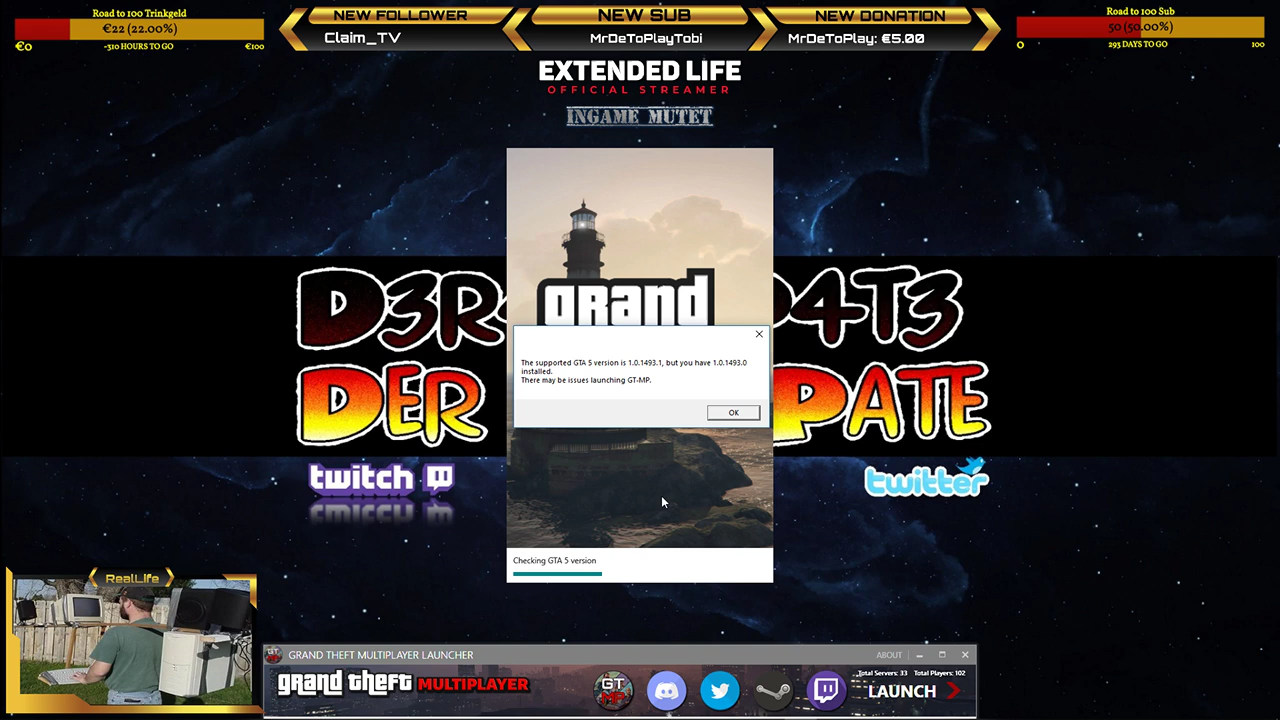 Road to 100 Trinkgeld
€22 (22.00%)
€0 -310 HOURS TO GO €100
NEW FOLLOWER
Claim_TV
NEW SUB
MrDeToPlayTobi
NEW DONATION
MrDeToPlay: €5.00
Road to 100 Sub
50 (50.00%)
0 293 DAYS TO GO 100
EXTENDED LIFE
OFFICIAL STREAMER
INGAME MUTET
grand
D3R P4T3
DER PATE
The supported GTA 5 version is 1.0.1493.1, but you have 1.0.1493.0
installed.
There may be issues launching GT-MP.
OK
twitch
twitter
Checking GTA 5 version
RealLife
GRAND THEFT MULTIPLAYER LAUNCHER
ABOUT
grand theft MULTIPLAYER
GT
MP
Total Servers: 33 Total Players: 102
LAUNCH